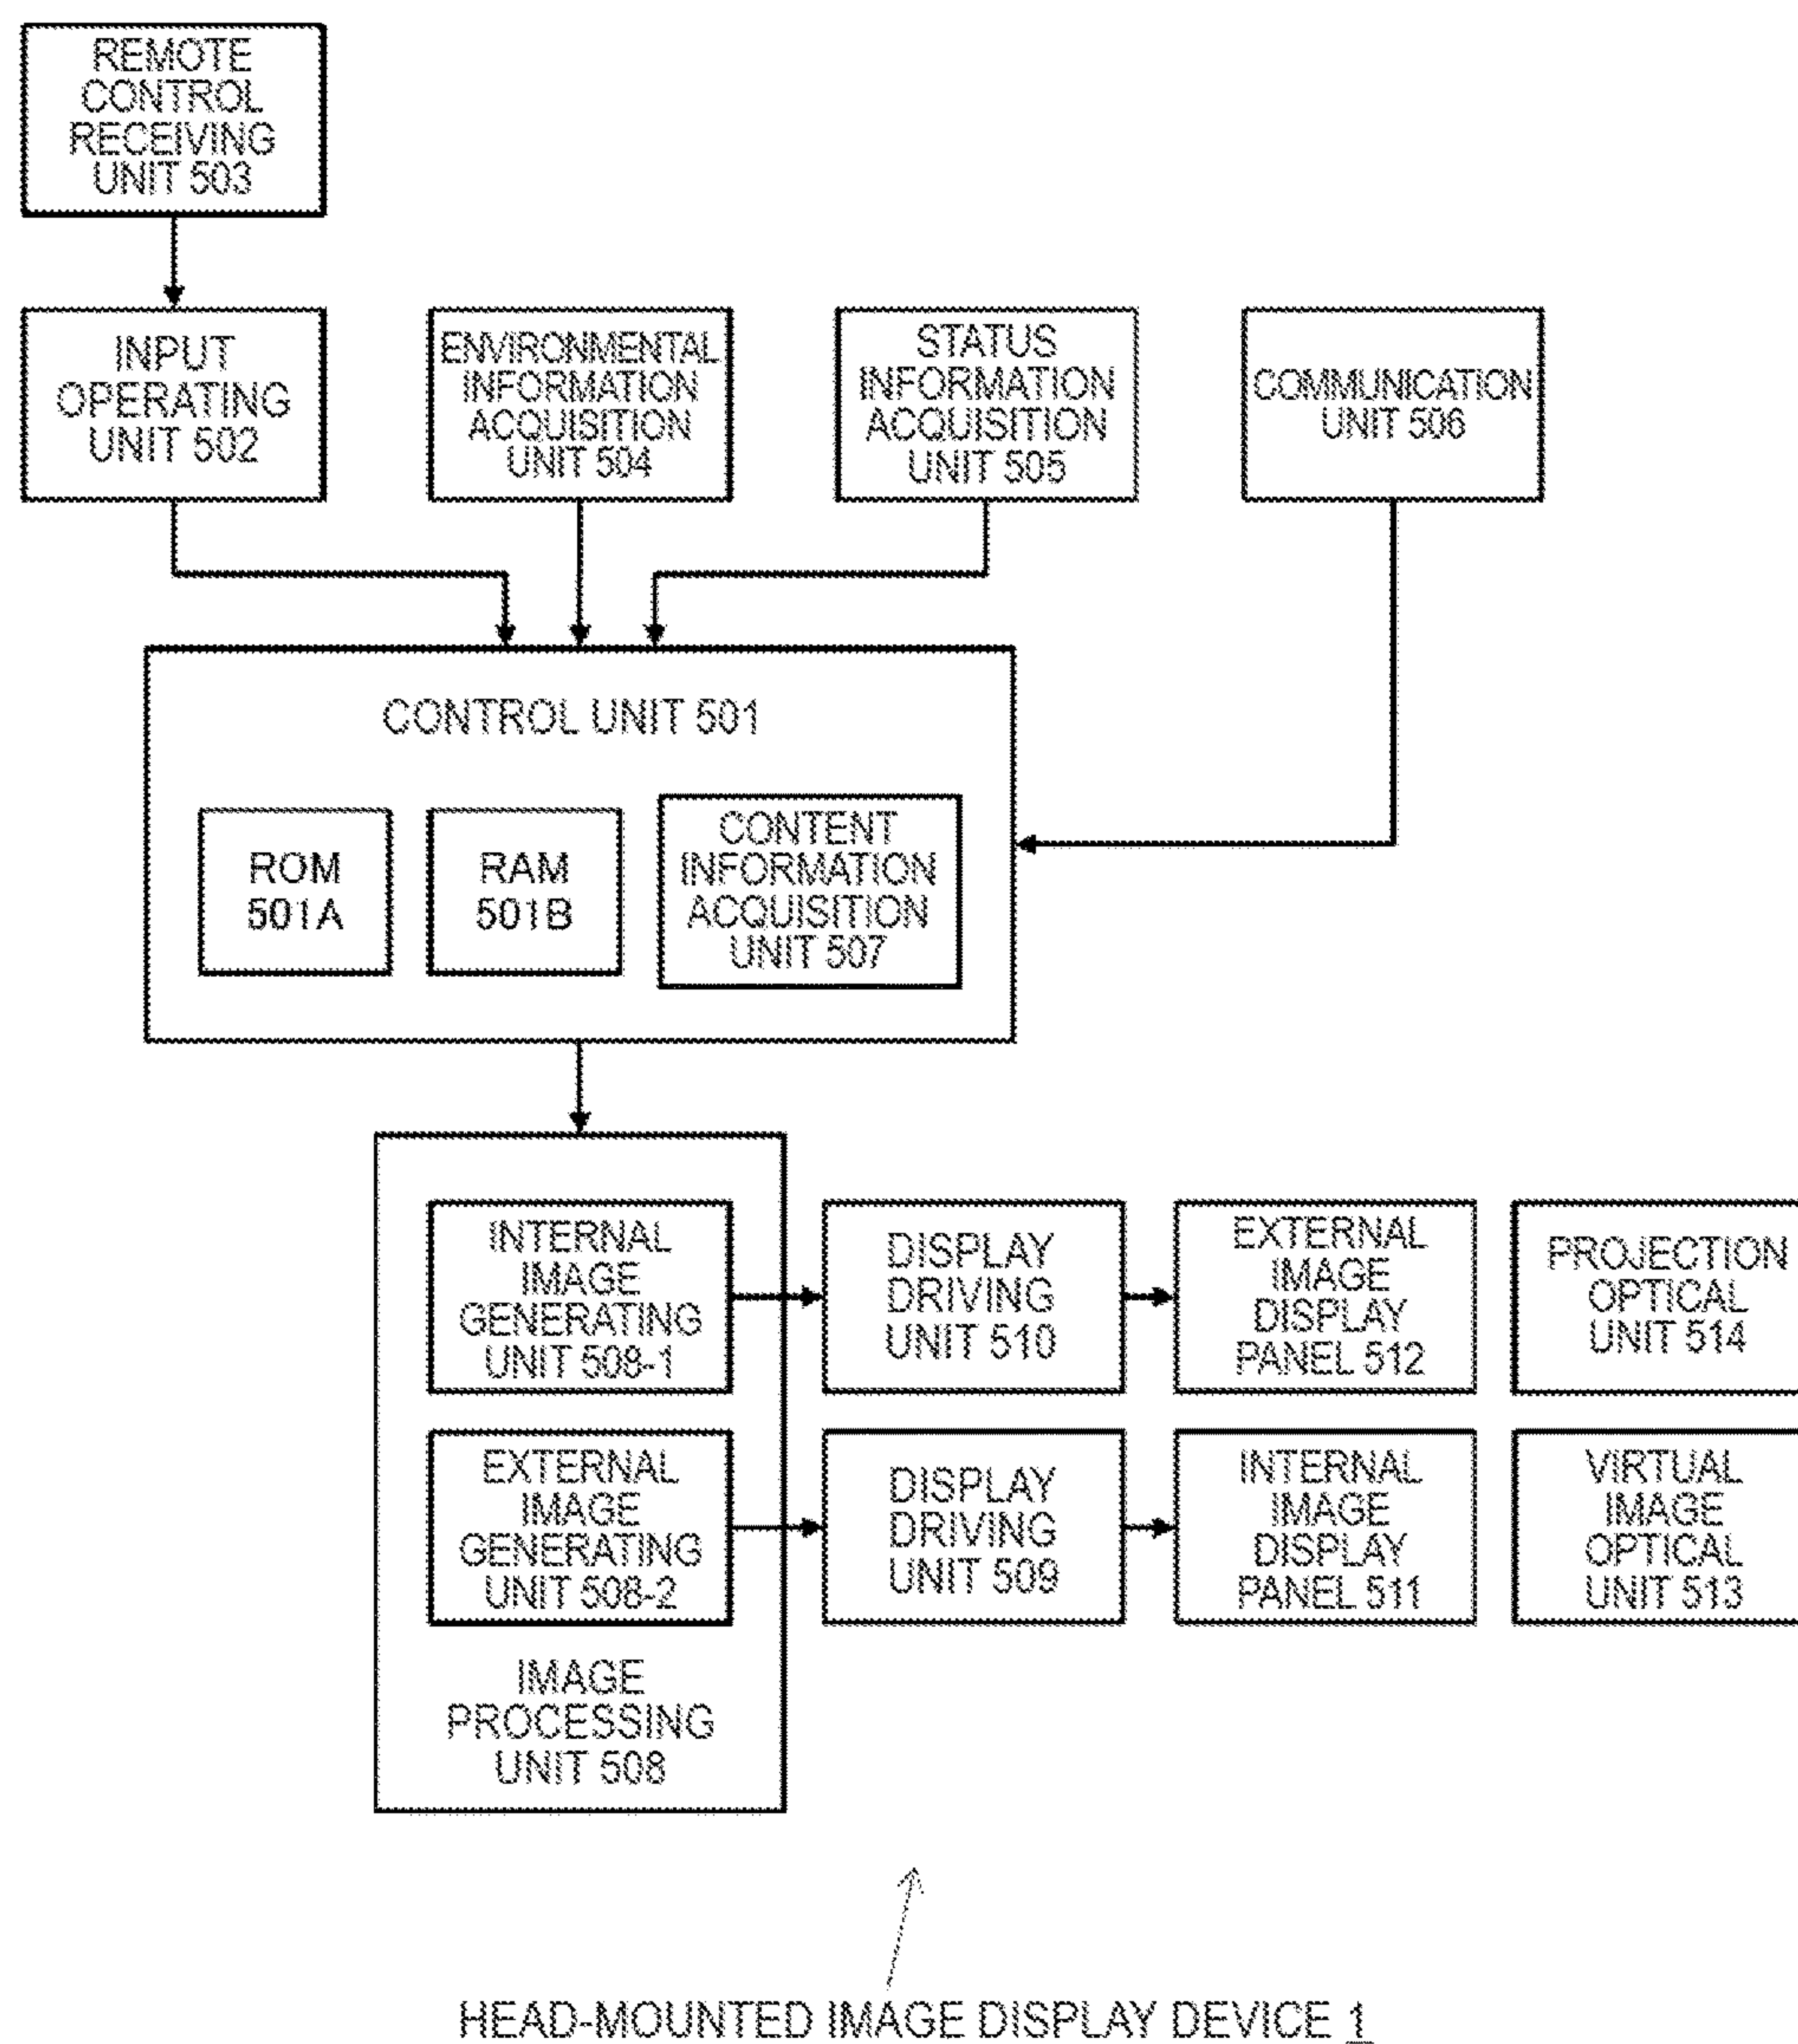 REMOTE
CONTROL
RECEIVING
UNIT 503
INPUT
OPERATING
UNIT 502
ENVIRONMENTAL
INFORMATION
ACQUISITION
UNIT 504
STATUS
INFORMATION
ACQUISITION
UNIT 505
COMMUNICATION
UNIT 506
CONTROL UNIT 501
ROM
501A
RAM
501B
CONTENT
INFORMATION
ACQUISITION
UNIT 507
INTERNAL
IMAGE
GENERATING
UNIT 508-1
DISPLAY
DRIVING
UNIT 510
EXTERNAL
IMAGE
DISPLAY
PANEL 512
PROJECTION
OPTICAL
UNIT 514
EXTERNAL
IMAGE
GENERATING
UNIT 508-2
DISPLAY
DRIVING
UNIT 509
INTERNAL
IMAGE
DISPLAY
PANEL 511
VIRTUAL
IMAGE
OPTICAL
UNIT 513
IMAGE
PROCESSING
UNIT 508
HEAD-MOUNTED IMAGE DISPLAY DEVICE 1